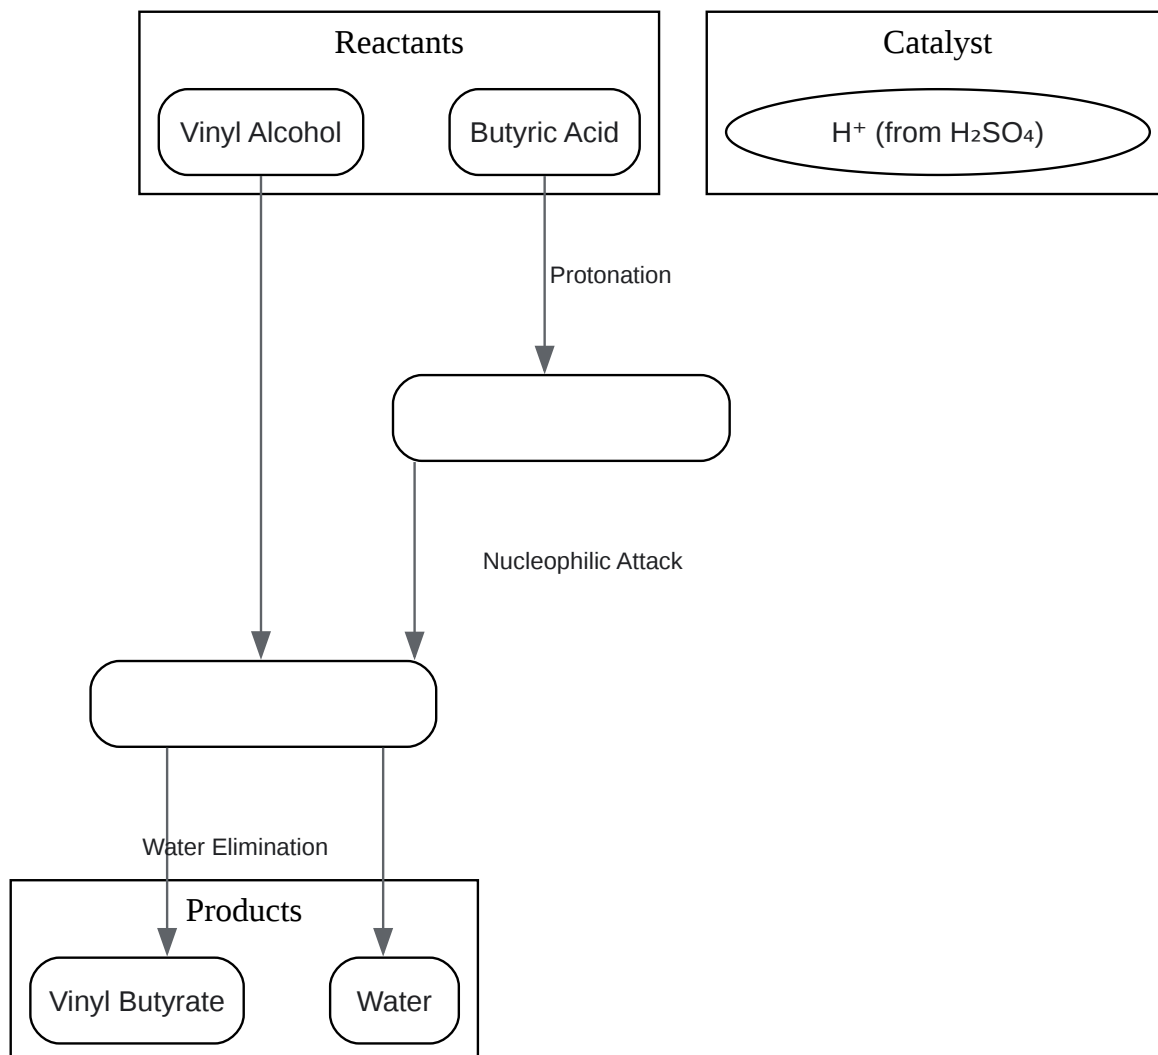 Reactants
Catalyst
Vinyl Alcohol
Butyric Acid
H⁺ (from H₂SO₄)
Protonation
Nucleophilic Attack
Water Elimination
Products
Vinyl Butyrate
Water